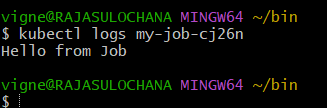 vigne@RAJASULOCHANA MINGW64 ~/bin
$ kubectl logs my-job-cj26n
Hello from Job
vigne@RAJASULOCHANA MINGW64 ~/bin
$